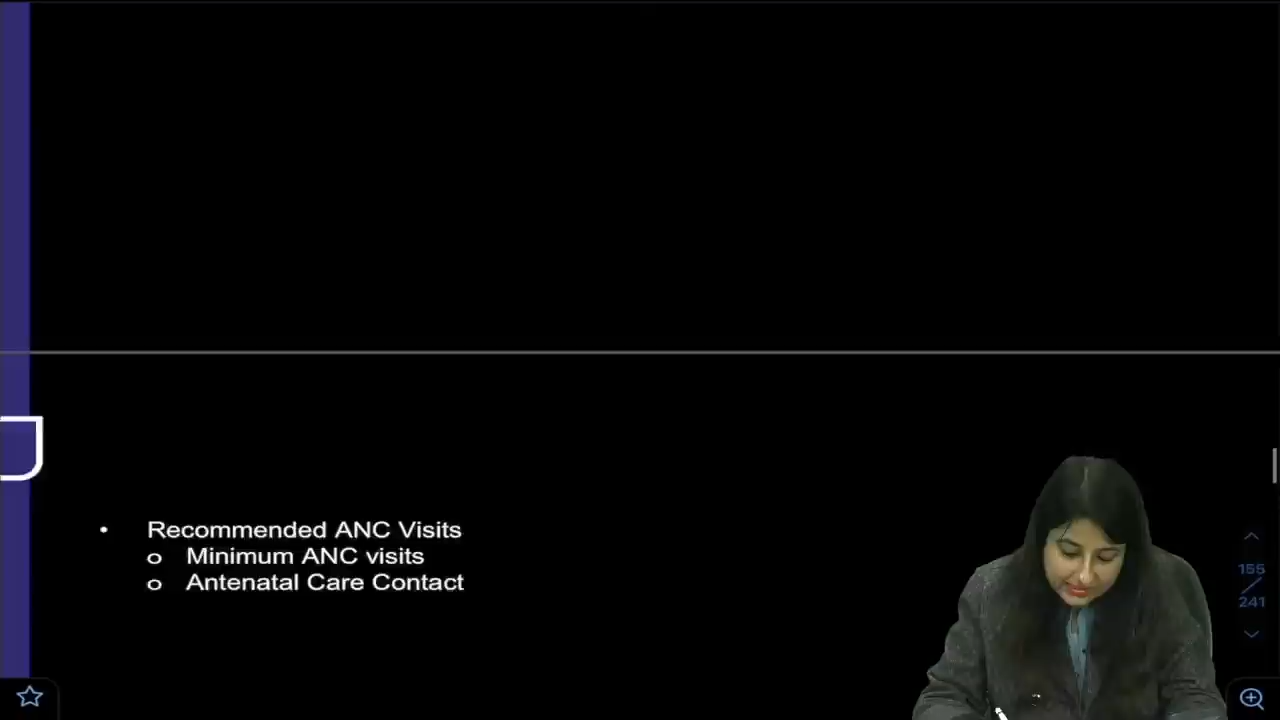 • Recommended ANC Visits
o Minimum ANC visits
o Antenatal Care Contact
155
241